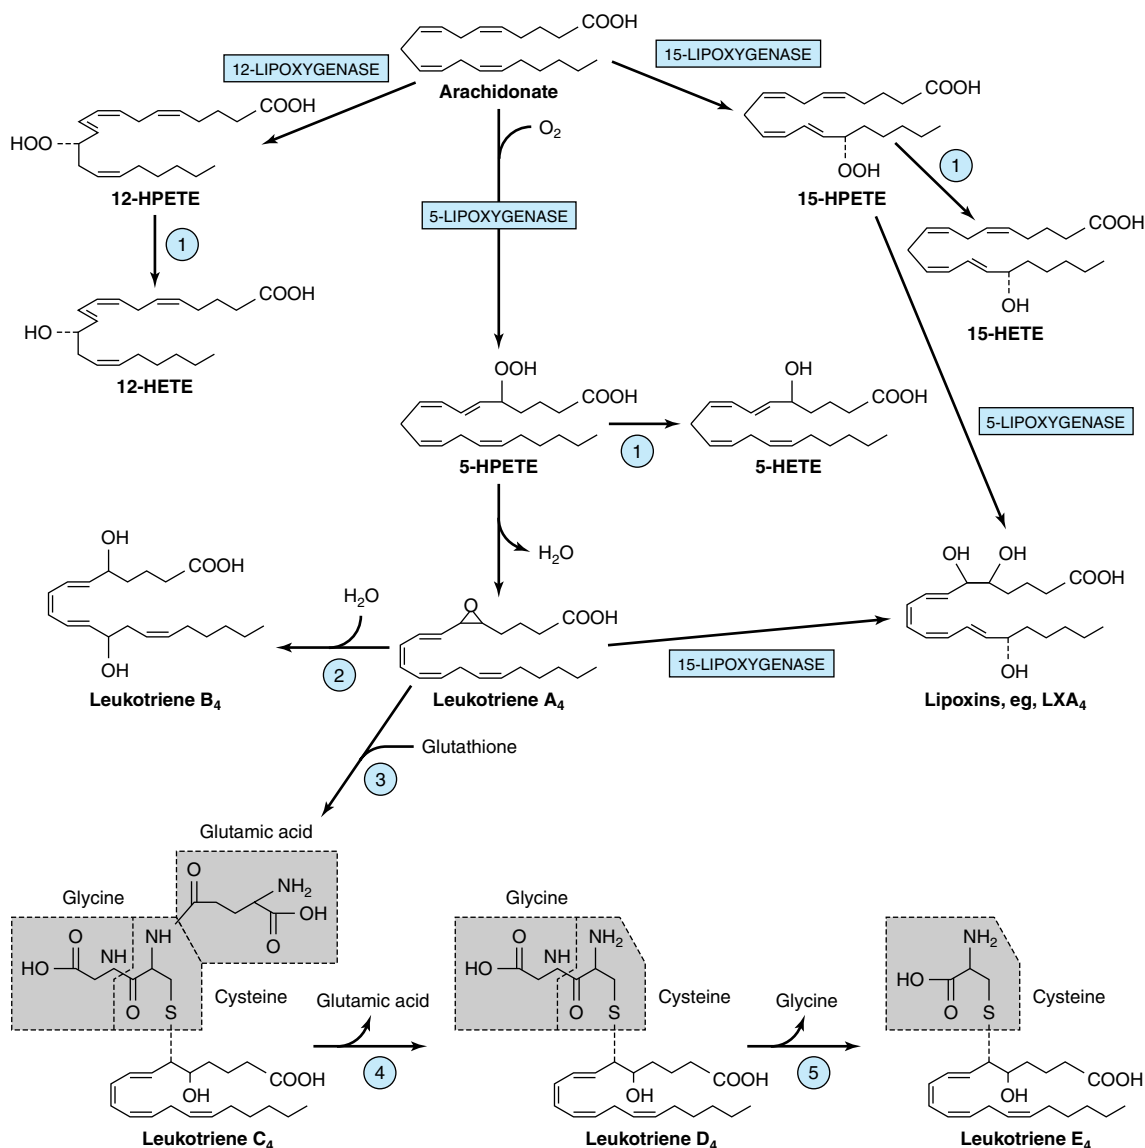 COOH
Arachidonate
12-LIPOXYGENASE
15-LIPOXYGENASE
COOH
HOO
12-HPETE
O2
COOH
OOH
15-HPETE
1
5-LIPOXYGENASE
1
COOH
OH
15-HETE
COOH
HO
12-HETE
OOH
COOH
5-HPETE
1
OH
COOH
5-HETE
5-LIPOXYGENASE
H2O
OH
COOH
OH
Leukotriene B4
H2O
2
O
COOH
Leukotriene A4
15-LIPOXYGENASE
OH
OH
COOH
OH
Lipoxins, eg, LXA4
Glutathione
3
Glutamic acid
O
NH2
OH
O
Glycine
O
HO
NH
NH
O
S
Cysteine
OH
COOH
Leukotriene C4
Glutamic acid
4
Glycine
O
HO
NH
NH2
O
S
Cysteine
OH
COOH
Leukotriene D4
Glycine
5
NH2
HO
O
S
Cysteine
OH
COOH
Leukotriene E4